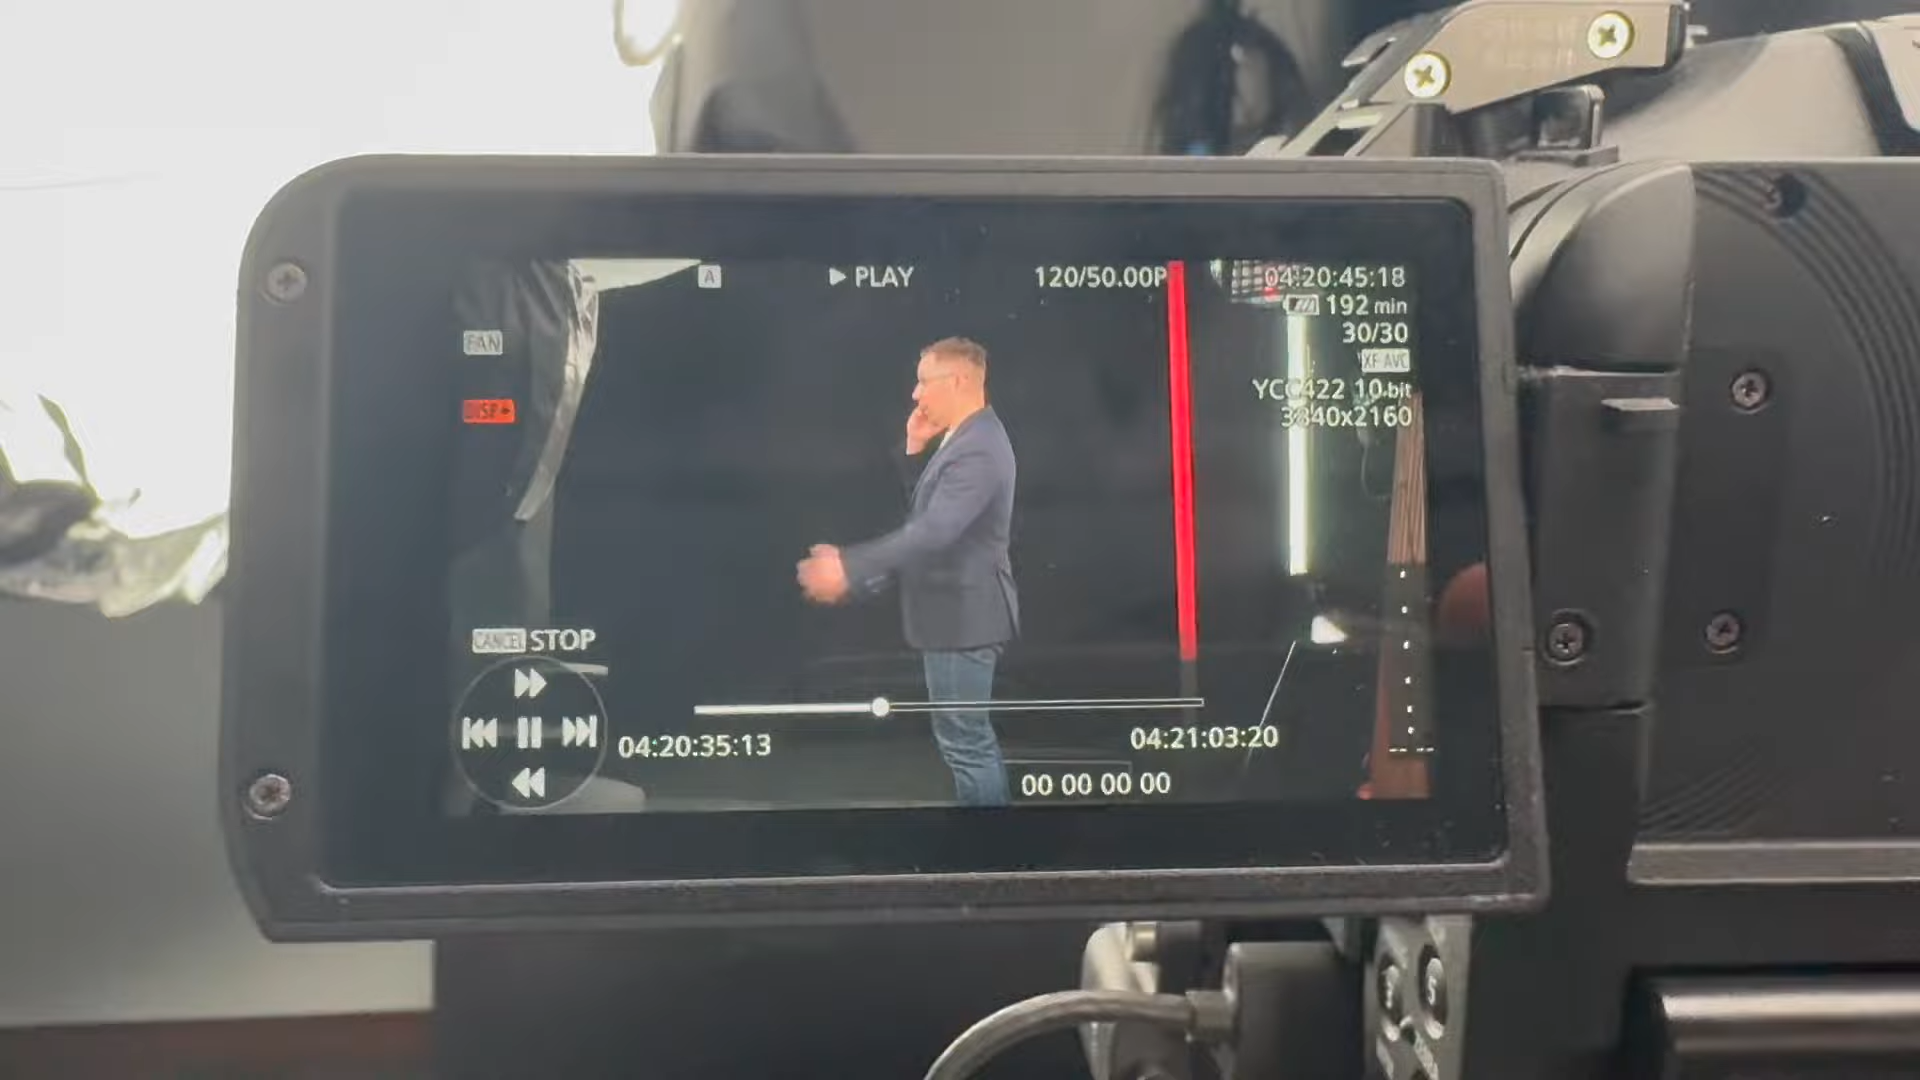 A ▶ PLAY 120/50.00P 04:20:45:18
192 min
FAN 30/30
XF-AVC
YCC422 10 bit
DISP
3840x2160
CANCEL STOP
04:20:35:13 04:21:03:20
00 00 00 00